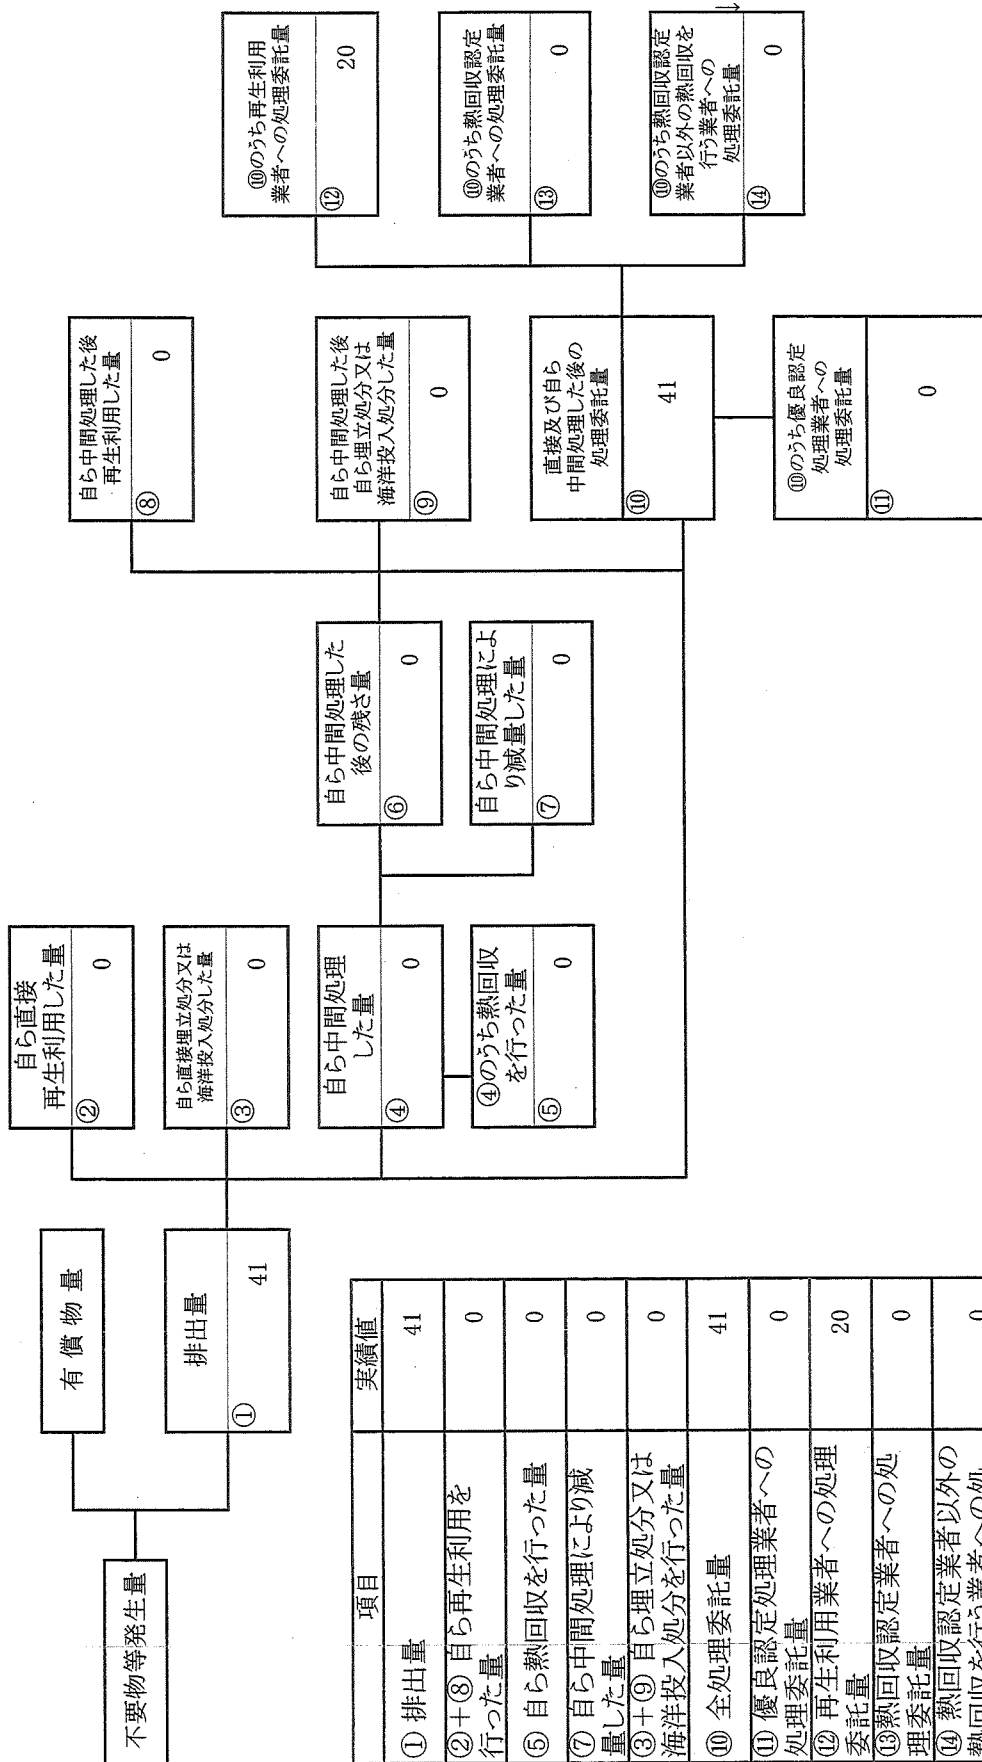 不要物等発生量
有償物量
排出量
①
41
自ら直接
再生利用した量
②
0
自ら直接埋立処分又は
海洋投入処分した量
③
0
自ら中間処理
した量
④
0
④のうち熱回収
を行った量
⑤
0
自ら中間処理した
後の残さ量
⑥
0
自ら中間処理によ
り減量した量
⑦
0
自ら中間処理した後
再生利用した量
⑧
0
自ら中間処理した後
自ら埋立処分又は
海洋投入処分した量
⑨
0
直接及び自ら
中間処理した後の
処理委託量
⑩
41
⑩のうち優良認定
処理業者への
処理委託量
⑪
0
⑩のうち再生利用
業者への処理委託量
⑫
20
⑩のうち熱回収認定
業者への処理委託量
⑬
0
⑩のうち熱回収認定
業者以外の熱回収を
行う業者への
処理委託量
⑭
0
項目 実績値
①排出量 41
②+⑧自ら再生利用を
行った量 0
⑤自ら熱回収を行った量 0
⑦自ら中間処理により減
量した量 0
③+⑨自ら埋立処分又は
海洋投入処分を行った量 0
⑩全処理委託量 41
⑪優良認定処理業者への
処理委託量 0
⑫再生利用業者への処理
委託量 20
⑬熱回収認定業者への処
理委託量 0
⑭熱回収認定業者以外の
熱回収を行う業者への処 0